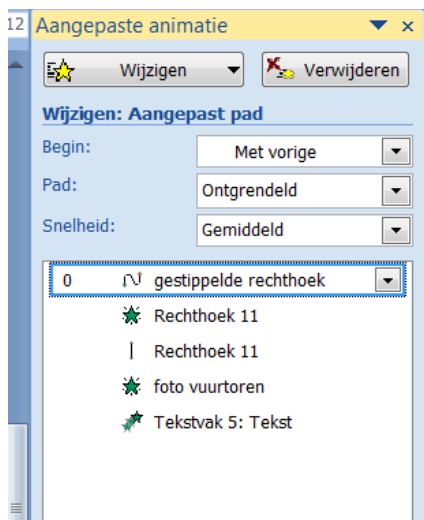 12 Aangepaste animatie
Wijzigen Verwijderen
Wijzigen: Aangepast pad
Begin: Met vorige
Pad: Ontgrendeld
Snelheid: Gemiddeld
0 gestippelde rechthoek
Rechthoek 11
Rechthoek 11
foto vuurtoren
Tekstvak 5: Tekst